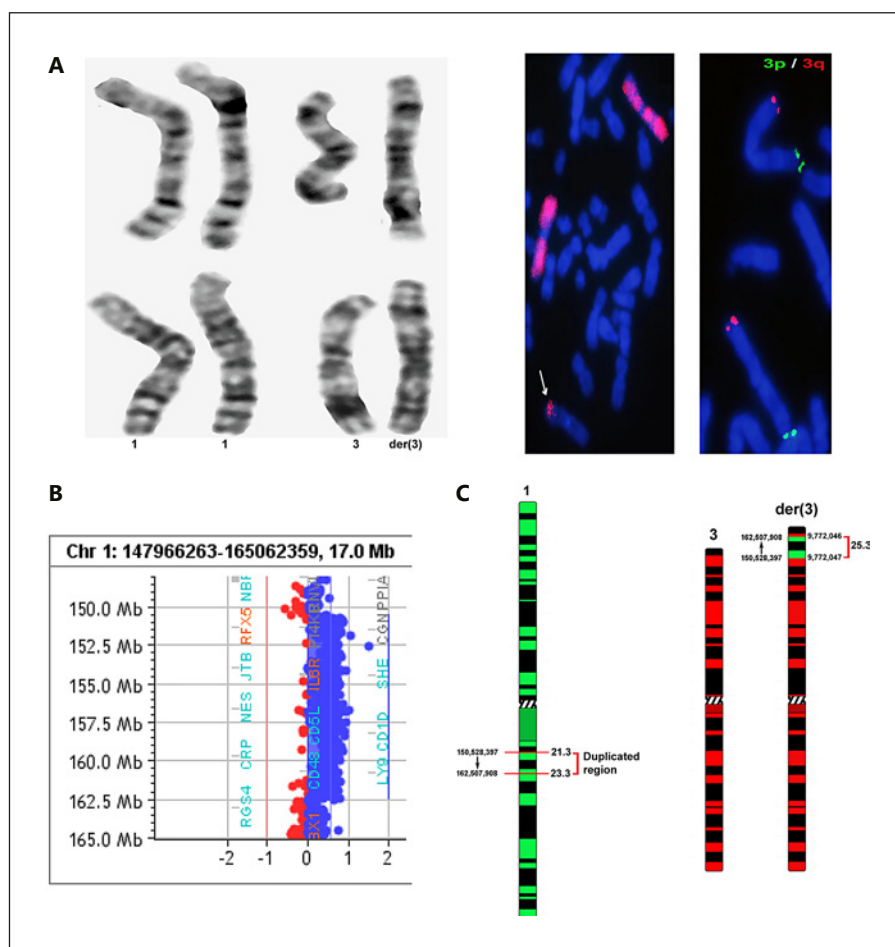 A
3p / 3q
1
1
3
der(3)
B
Chr 1: 147966263-165062359, 17.0 Mb
150.0 Mb
152.5 Mb
155.0 Mb
157.5 Mb
160.0 Mb
162.5 Mb
165.0 Mb
RGS4 CRP NES JTB RFX5
CD48 CD5L IL6R
LY9 CD1D SHE CGN PPIA
-2 -1 0 1 2
C
1
150,528,397
162,507,908
21.3
23.3
Duplicated
region
3
der(3)
162,507,908
150,528,397
9,772,046
9,772,047
25.3